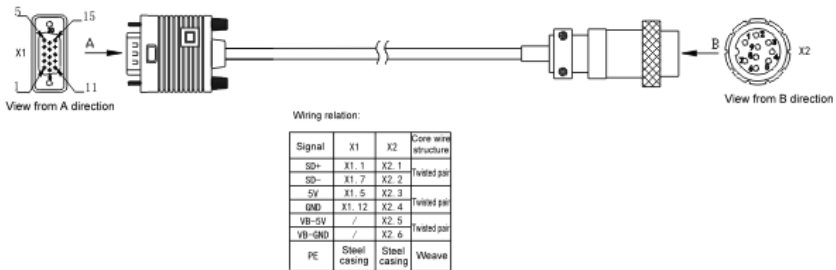 5
15
X1
A
1
11
View from A direction
B
X2
View from B direction
Wiring relation:
Signal X1 X2 Core wire structure
SD+ X1. 1 X2. 1 Twisted pair
SD- X1. 7 X2. 2
5V X1. 5 X2. 3 Twisted pair
GND X1. 12 X2. 4
VB-5V / X2. 5 Twisted pair
VB-GND / X2. 6
PE Steel casing Steel casing Weave